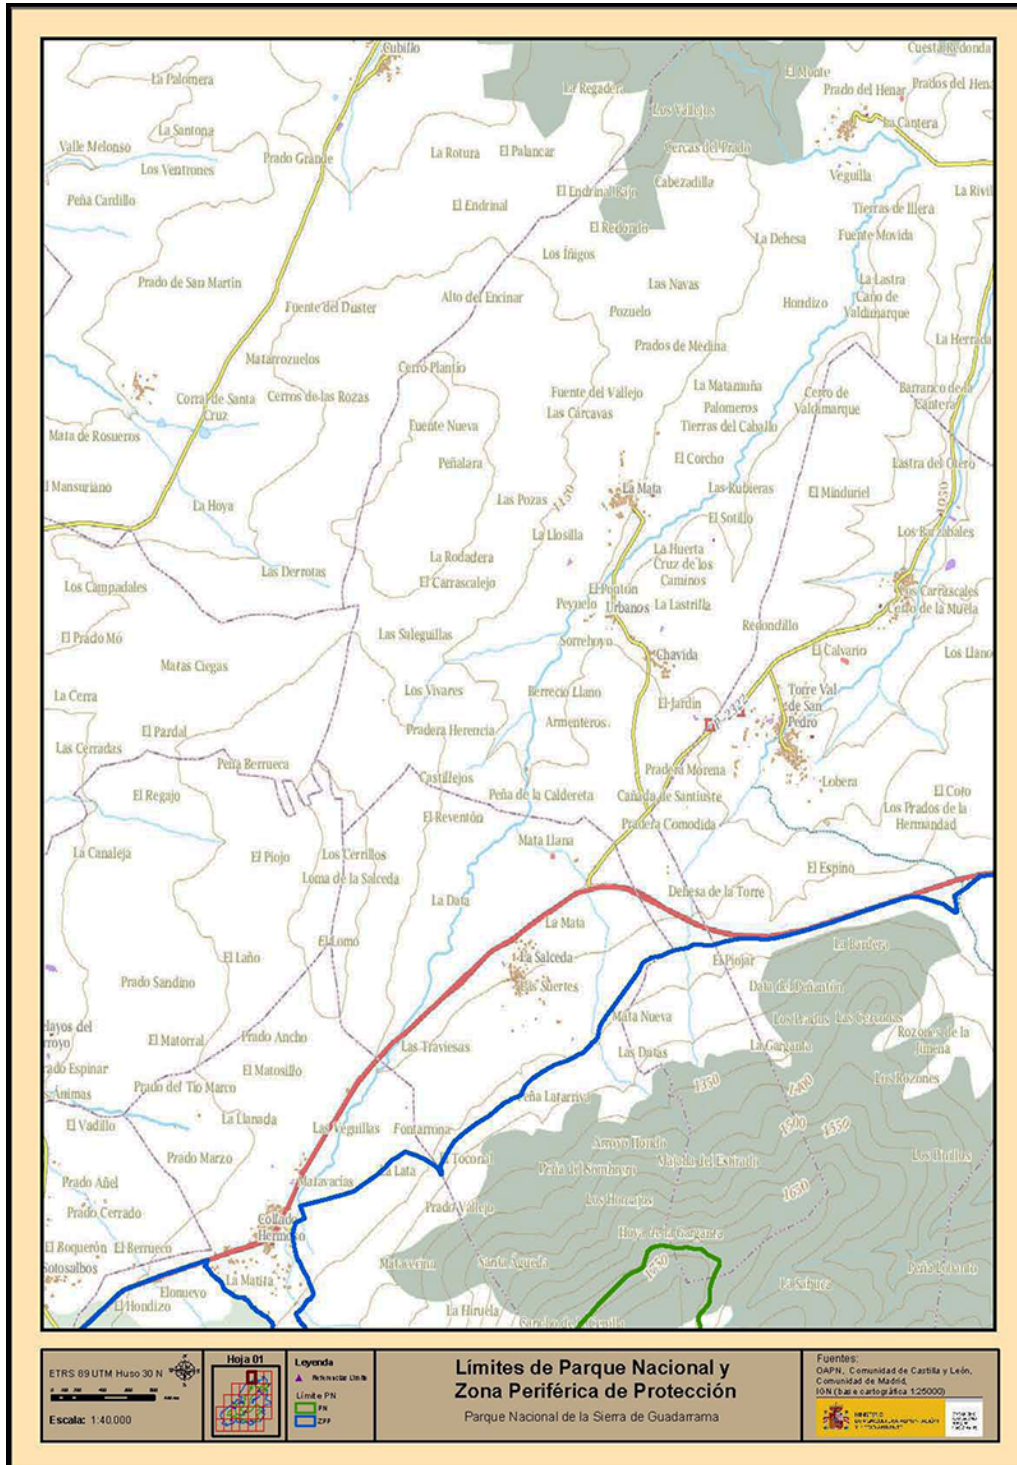 Cubillo
Cuesta Redonda
La Palomera
La Regadera
El Monte
Prado del Henar
Prados del Hena
Los Vallejos
La Santona
La Cantera
Valle Melonso
Prado Grande
La Rotura
El Palancar
Cercas del Prado
Los Ventrones
Veguilla
Peña Cardillo
El Endrinal Bajo
Cabezadilla
La Rivil
El Endrinal
Tierras de Illera
El Redondo
La Dehesa
Fuente Movida
Los Íñigos
Prado de San Martin
Las Navas
La Lastra
Fuente del Duster
Alto del Encinar
Pozuelo
Hondizo
Caño de
Valdimarque
Matarrozuelos
Prados de Medina
La Herrada
Cerro Plantío
Corral de Santa
Cruz
Cerros de las Rozas
Fuente del Vallejo
La Matamuña
Cerro de
Valdimarque
Barranco de la
Cantera
Las Cárcavas
Palomeros
Tierras del Caballo
Mata de Rosueros
Fuente Nueva
Peñalara
El Corcho
Lastra del Otero
l Mansuriano
Las Pozas
1150
La Mata
Las Rubieras
El Minduriel
1050
La Hoya
El Sotillo
La Llosilla
Los Barzabales
La Rodadera
La Huerta
Cruz de los
Caminos
Las Derrotas
El Carrascalejo
Los Campadales
El Pontón
Los Carrascales
Peyuelo
Urbanos
La Lastrilla
Cerro de la Muela
El Prado Mó
Las Saleguillas
Sorrehoyo
Redondillo
Matas Ciegas
Chavida
El Calvario
Los Llano
La Cerra
Los Vivares
Berrecio Llano
El Jardín
Torre Val
de San
Pedro
El Pardal
Pradera Herencia
Armenteros
Las Cerradas
Peña Berrueca
Castillejos
Pradera Morena
Lobera
El Regajo
Peña de la Caldereta
Cañada de Santiuste
El Coto
Los Prados de la
Hermandad
El Reventón
Pradera Comodida
Mata Llana
La Canaleja
El Piojo
Los Cerrillos
Loma de la Salceda
El Espino
La Data
Dehesa de la Torre
La Mata
El Lomo
La Bardera
El Laño
La Salceda
El Piojar
Prado Sandino
Las Suertes
Data del Peñantón
Mata Nueva
Los Prados
Las Cerconas
elayos del
rroyo
El Matorral
Prado Ancho
Las Traviesas
Las Datas
La Garganta
Rozones de la
Jimena
rado Espinar
El Matosillo
1350
1400
Los Rozones
s Ánimas
Prado del Tío Marco
Peña Latarriva
El Vadillo
La Llanada
Las Veguillas
Fontarrona
1500
1550
Arroyo Hondo
Prado Marzo
La Lata
El Toconal
Majada del Estirado
Matavacías
1650
Prado Añel
Prado Vallejo
Prado Cerrado
Collado
Hermoso
Hoya de la Garganta
El Roquerón
El Berrueco
Santa Águeda
1650
Sotosalbos
La Matita
Elonuevo
El Hondizo
La Hiruela
ETRS 89 UTM Huso 30 N
Escala: 1:40.000
Hoja 01
Leyenda
Límite PN
PN
ZPP
Límites de Parque Nacional y
Zona Periférica de Protección
Parque Nacional de la Sierra de Guadarrama
Fuentes:
OAPN, Comunidad de Castilla y León,
Comunidad de Madrid,
IGN (base cartográfica 1:25000)